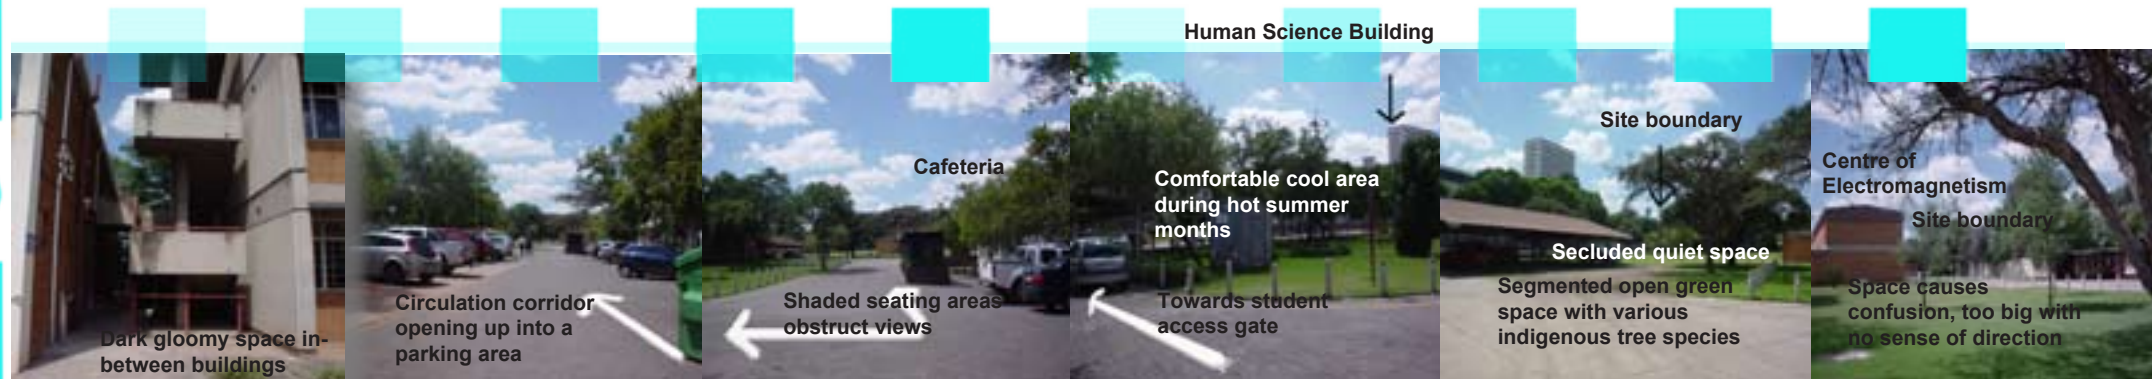 Human Science Building
Dark gloomy space in-
between buildings
Circulation corridor
opening up into a
parking area
Cafeteria
Shaded seating areas
obstruct views
Comfortable cool area
during hot summer
months
Towards student
access gate
Site boundary
Secluded quiet space
Segmented open green
space with various
indigenous tree species
Centre of
Electromagnetism
Site boundary
Space causes
confusion, too big with
no sense of direction